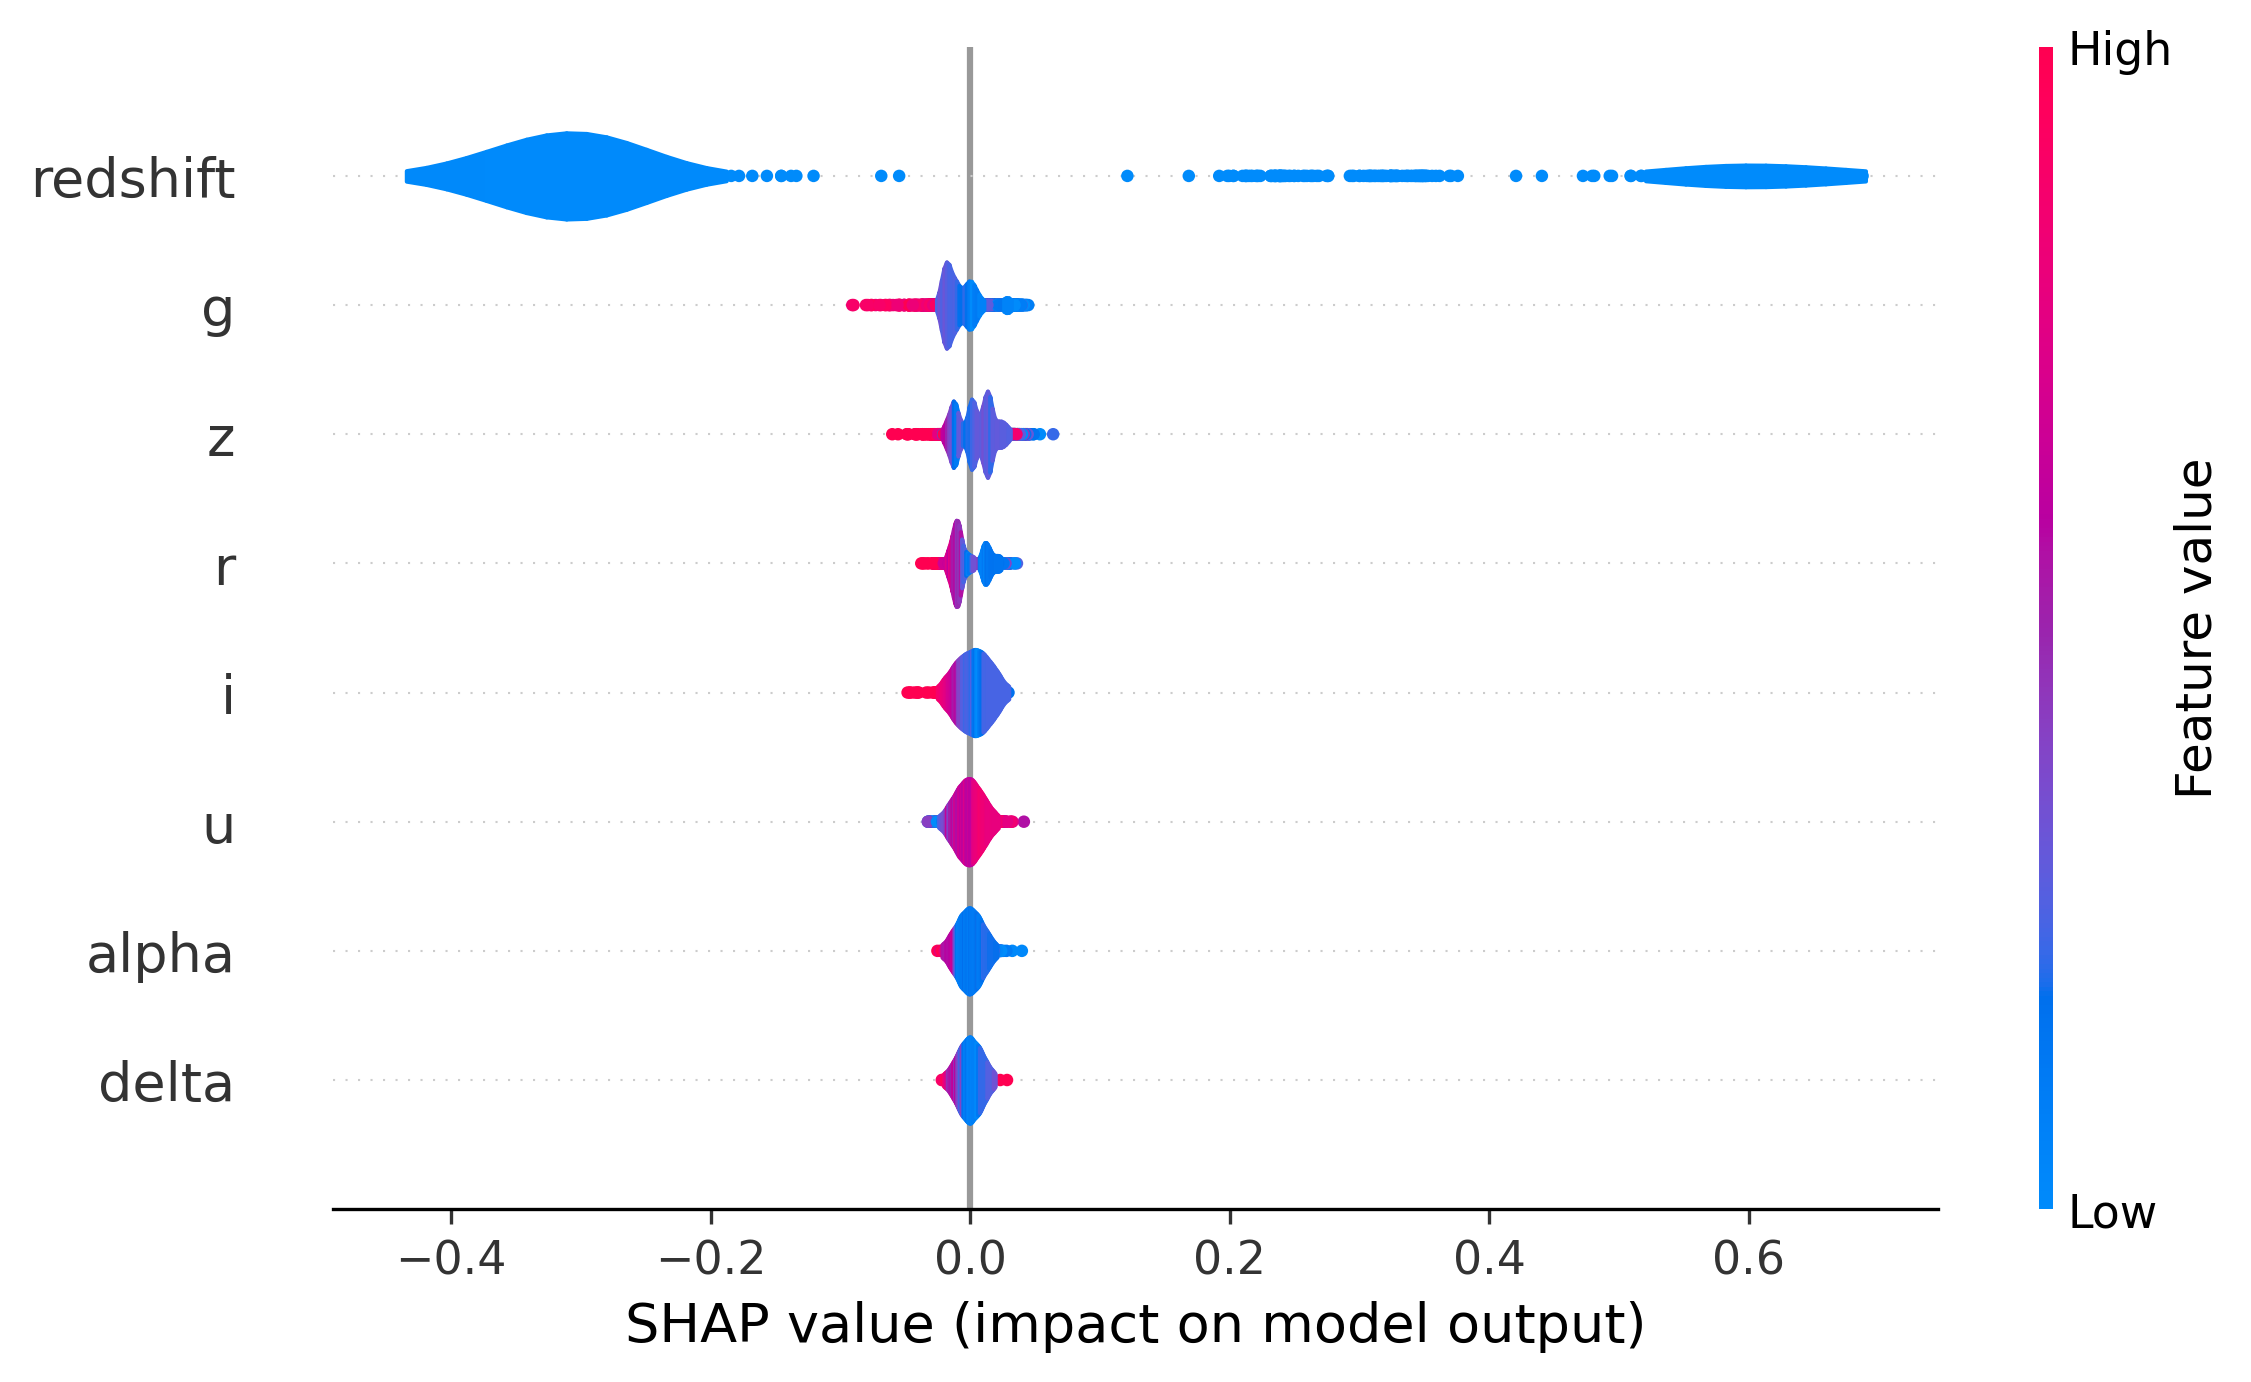 High
redshift
g
z
r
i
u
alpha
delta
Feature value
Low
−0.4 −0.2 0.0 0.2 0.4 0.6
SHAP value (impact on model output)